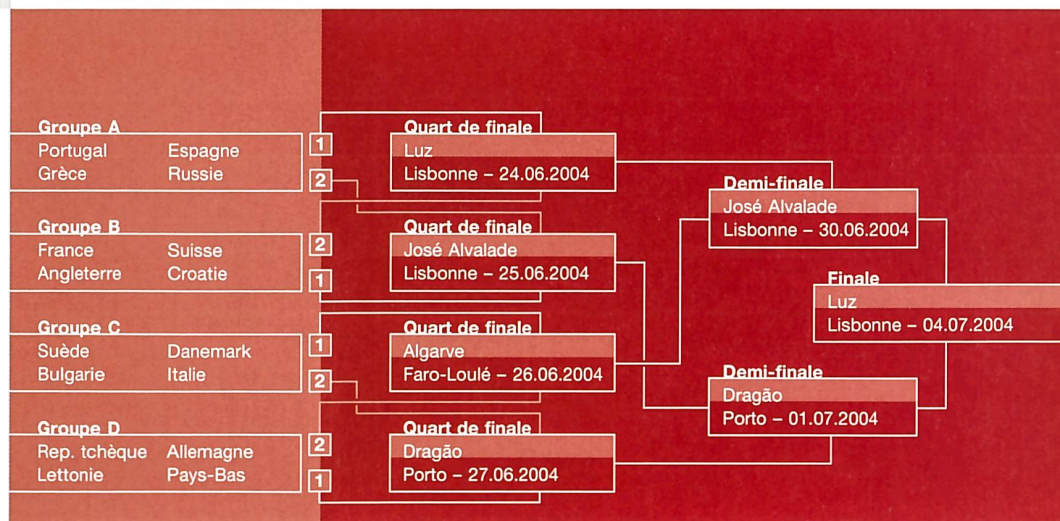 Groupe A
Portugal Espagne
Grèce Russie
1
2
Groupe B
France Suisse
Angleterre Croatie
2
1
Groupe C
Suède Danemark
Bulgarie Italie
1
2
Groupe D
Rep. tchèque Allemagne
Lettonie Pays-Bas
2
1
Quart de finale
Luz
Lisbonne – 24.06.2004
Quart de finale
José Alvalade
Lisbonne – 25.06.2004
Quart de finale
Algarve
Faro-Loulé – 26.06.2004
Quart de finale
Dragão
Porto – 27.06.2004
Demi-finale
José Alvalade
Lisbonne – 30.06.2004
Demi-finale
Dragão
Porto – 01.07.2004
Finale
Luz
Lisbonne – 04.07.2004